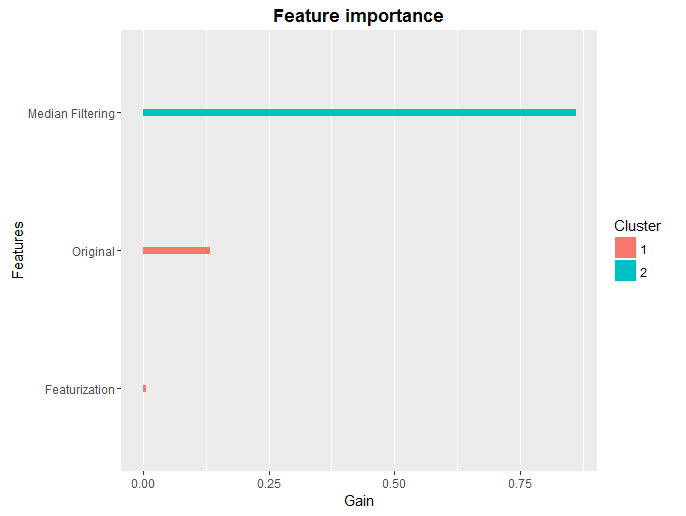 Feature importance
Median Filtering
Original
Featurization
Features
0.00
0.25
0.50
0.75
Gain
Cluster
1
2